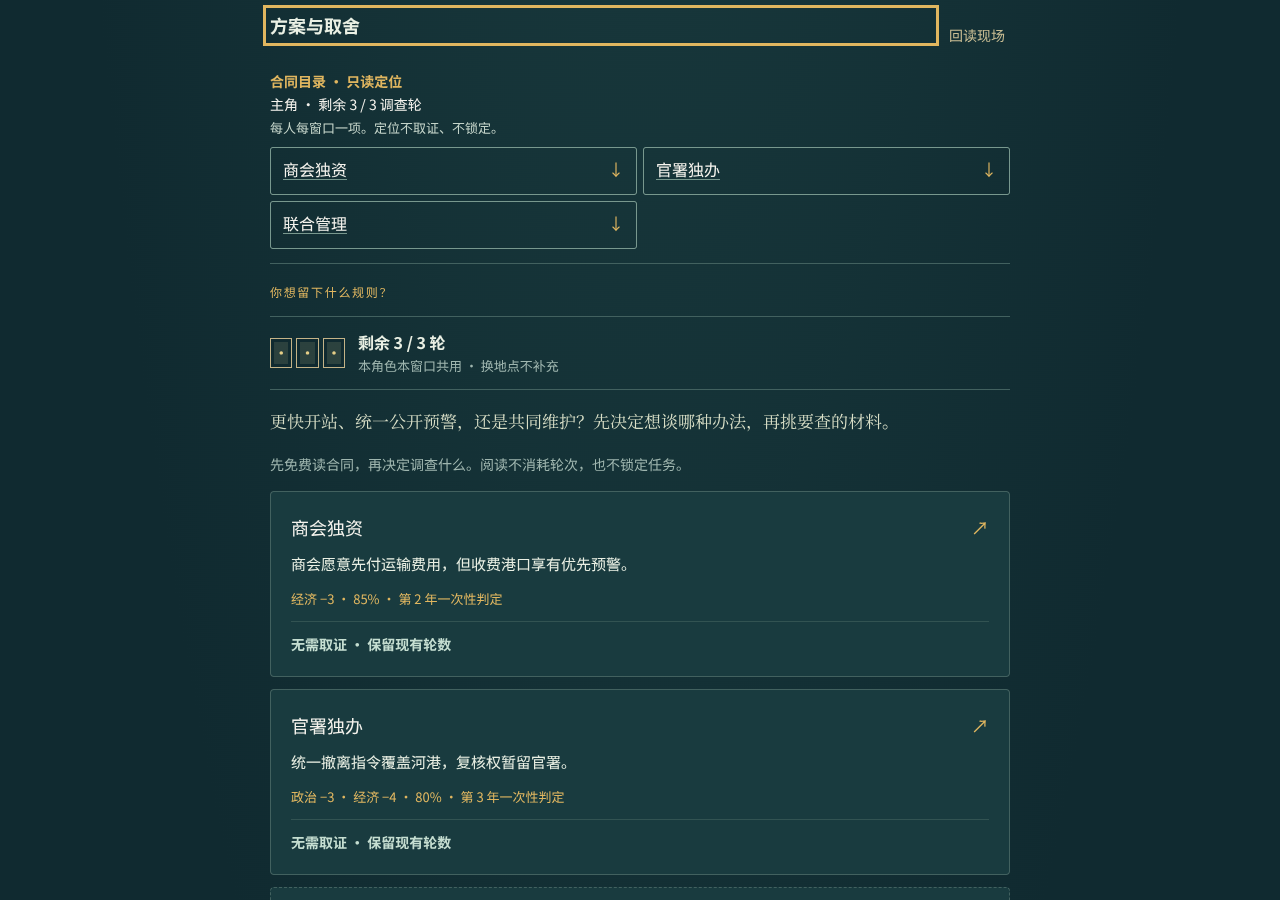 方案与取舍
回读现场
合同目录 · 只读定位
主角 · 剩余 3 / 3 调查轮
每人每窗口一项。定位不取证、不锁定。
商会独资 ↓
官署独办 ↓
联合管理 ↓
你想留下什么规则？
剩余 3 / 3 轮
本角色本窗口共用 · 换地点不补充
更快开站、统一公开预警，还是共同维护？先决定想谈哪种办法，再挑要查的材料。
先免费读合同，再决定调查什么。阅读不消耗轮次，也不锁定任务。
商会独资 ↗
商会愿意先付运输费用，但收费港口享有优先预警。
经济 −3 · 85% · 第 2 年一次性判定
无需取证 · 保留现有轮数
官署独办 ↗
统一撤离指令覆盖河港，复核权暂留官署。
政治 −3 · 经济 −4 · 80% · 第 3 年一次性判定
无需取证 · 保留现有轮数